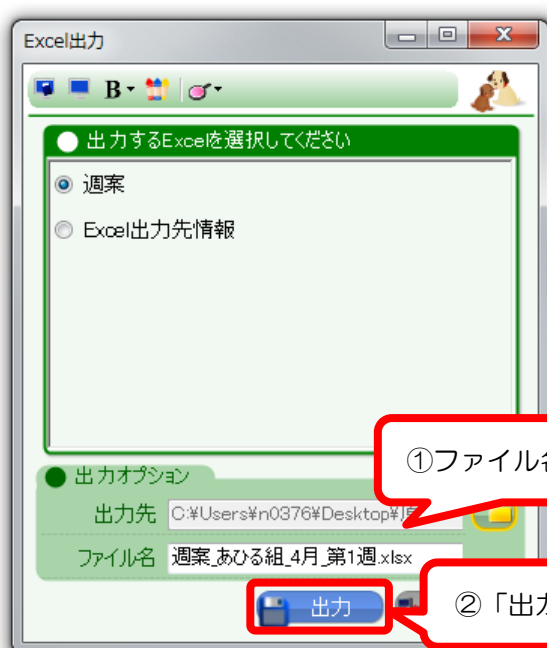 Excel出力
B
出力するExcelを選択してください
週案
Excel出力先情報
①ファイル名
出力オプション
出力先 C:¥Users¥n0376¥Desktop¥
ファイル名 週案_あひる組_4月_第1週.xlsx
出力
②「出力